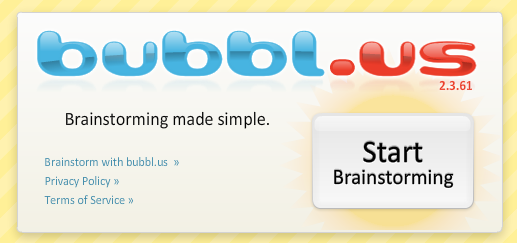 bubbl.us
2.3.61
Brainstorming made simple.
Start
Brainstorming
Brainstorm with bubbl.us »
Privacy Policy »
Terms of Service »